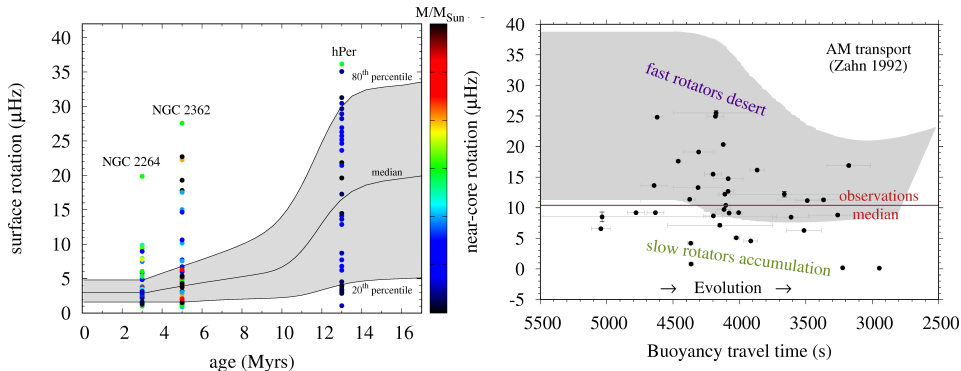 M/M_Sun
40
35
30
25
20
15
10
5
0
surface rotation (μHz)
hPer
80th percentile
NGC 2362
NGC 2264
median
20th percentile
0 2 4 6 8 10 12 14 16
age (Myrs)
40
35
30
25
20
15
10
5
0
-5
near-core rotation (μHz)
AM transport
(Zahn 1992)
fast rotators desert
observations
median
slow rotators accumulation
→ Evolution →
5500 5000 4500 4000 3500 3000 2500
Buoyancy travel time (s)